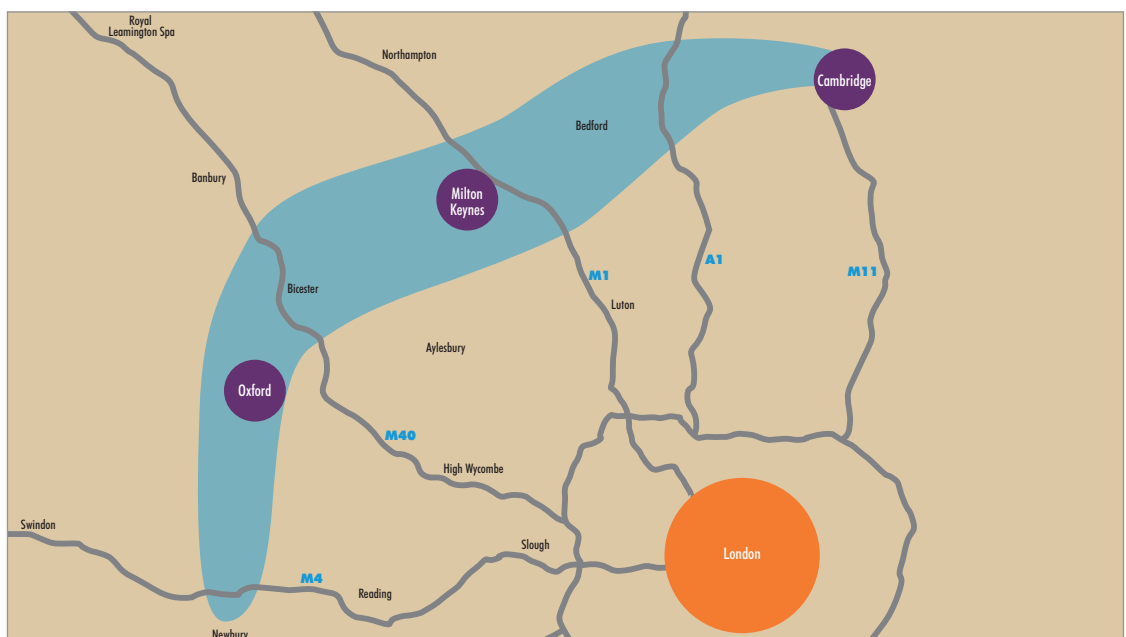 Royal
Leamington Spa
Northampton
Cambridge
Bedford
Banbury
Milton
Keynes
A1
M11
M1
Bicester
Luton
Aylesbury
Oxford
M40
High Wycombe
Swindon
Slough
London
M4
Reading
Newbury